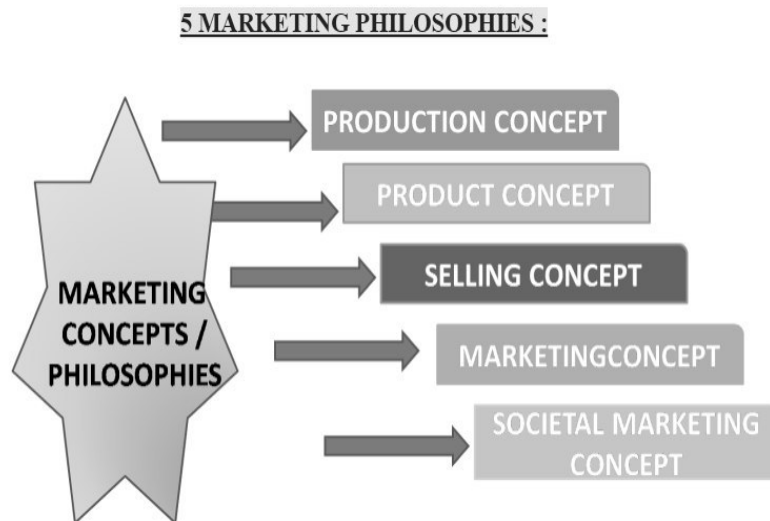 5 MARKETING PHILOSOPHIES :
PRODUCTION CONCEPT
PRODUCT CONCEPT
SELLING CONCEPT
MARKETINGCONCEPT
SOCIETAL MARKETING
CONCEPT
MARKETING
CONCEPTS /
PHILOSOPHIES